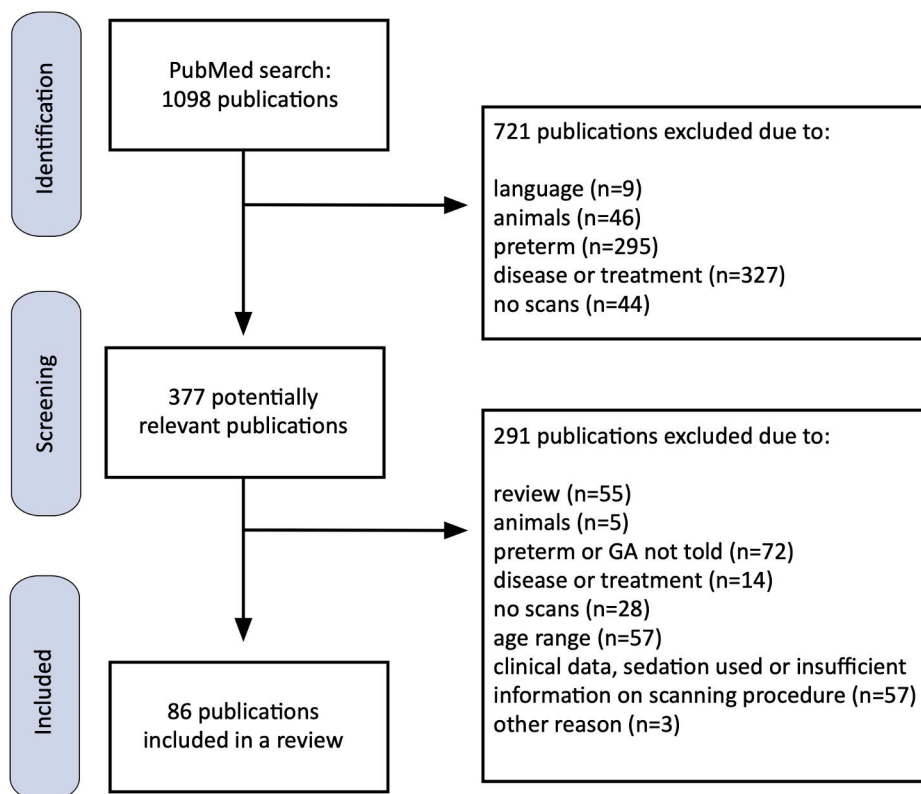 Identification
PubMed search:
1098 publications
721 publications excluded due to:
language (n=9)
animals (n=46)
preterm (n=295)
disease or treatment (n=327)
no scans (n=44)
Screening
377 potentially
relevant publications
291 publications excluded due to:
review (n=55)
animals (n=5)
preterm or GA not told (n=72)
disease or treatment (n=14)
no scans (n=28)
age range (n=57)
clinical data, sedation used or insufficient
information on scanning procedure (n=57)
other reason (n=3)
Included
86 publications
included in a review